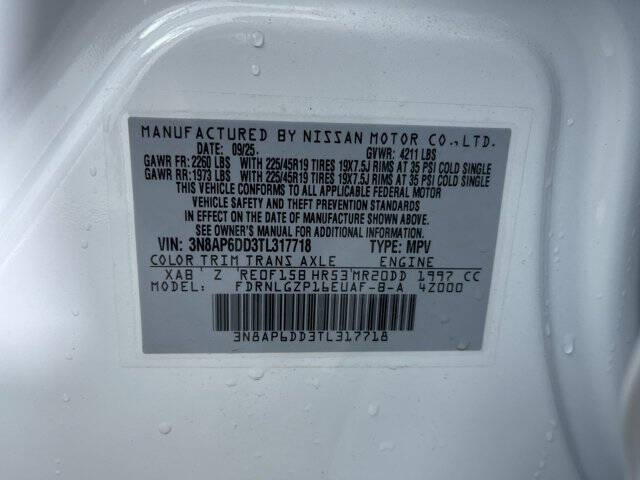 MANUFACTURED BY NISSAN MOTOR CO., LTD.
DATE: 09/25. GVWR: 4211 LBS
GAWR FR: 2260 LBS WITH 225/45R19 TIRES 19X7.5J RIMS AT 35 PSI COLD SINGLE
GAWR RR: 1973 LBS WITH 225/45R19 TIRES 19X7.5J RIMS AT 35 PSI COLD SINGLE
THIS VEHICLE CONFORMS TO ALL APPLICABLE FEDERAL MOTOR
VEHICLE SAFETY AND THEFT PREVENTION STANDARDS
IN EFFECT ON THE DATE OF MANUFACTURE SHOWN ABOVE.
SEE OWNER'S MANUAL FOR ADDITIONAL INFORMATION.
VIN: 3N8AP6DD3TL317718 TYPE: MPV
COLOR TRIM TRANS AXLE ENGINE
XAB Z RE0F15B HR53 MR20DD 1997 CC
MODEL: FDRNLGZP16EUAF-B-A 4Z000
3N8AP6DD3TL317718